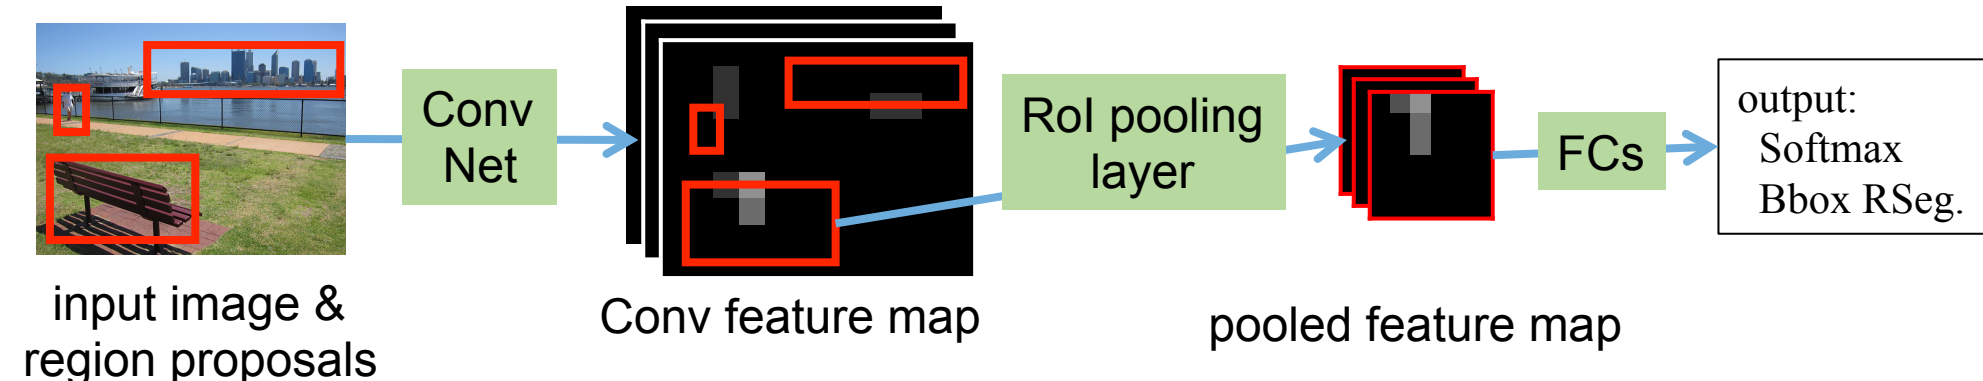 input image &
region proposals
Conv
Net
Conv feature map
RoI pooling
layer
pooled feature map
FCs
output:
Softmax
Bbox RSeg.